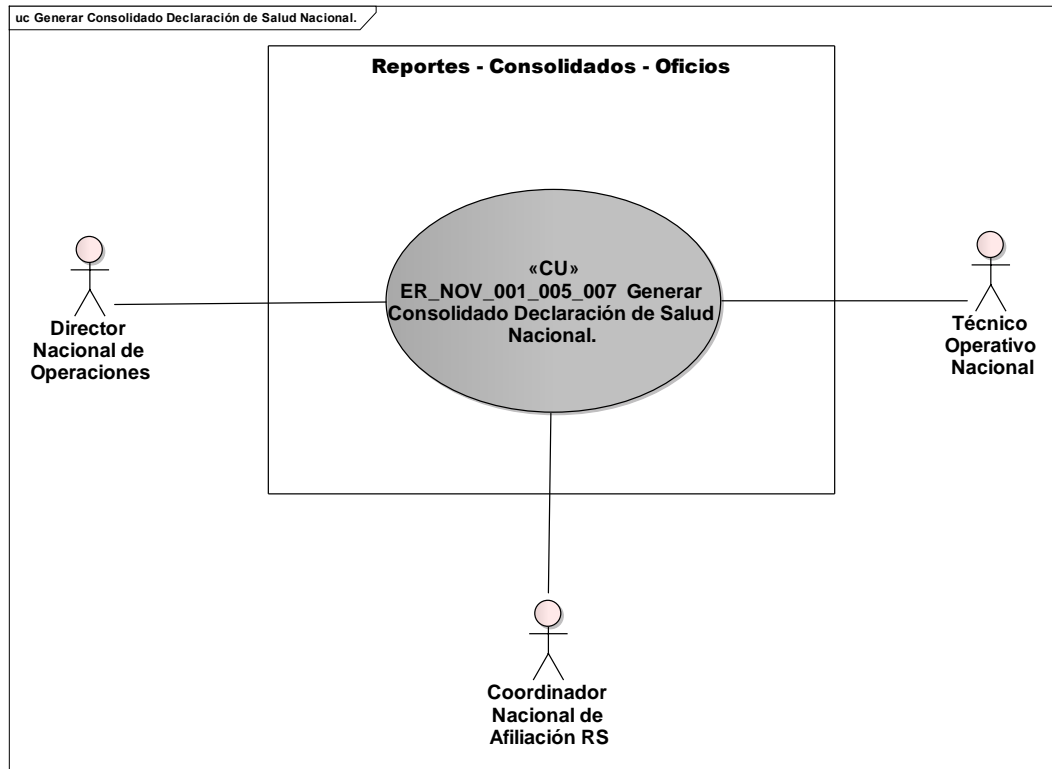 uc Generar Consolidado Declaración de Salud Nacional.
Reportes - Consolidados - Oficios
«CU»
ER_NOV_001_005_007 Generar
Consolidado Declaración de Salud
Nacional.
Director
Nacional de
Operaciones
Técnico
Operativo
Nacional
Coordinador
Nacional de
Afiliación RS